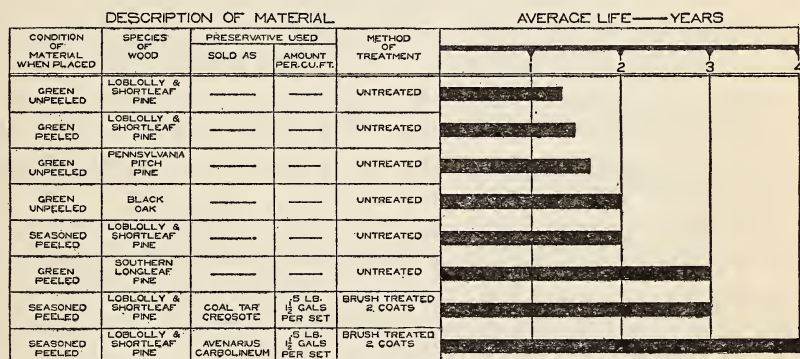 DESCRIPTION OF MATERIAL
AVERAGE LIFE——YEARS
CONDITION
OF
MATERIAL
WHEN PLACED
SPECIES
OF
WOOD
PRESERVATIVE USED
SOLD AS
AMOUNT
PER.CU.FT.
METHOD
OF
TREATMENT
1 2 3 4
GREEN
UNPEELED
LOBLOLLY &
SHORTLEAF
PINE
——
——
UNTREATED
GREEN
PEELED
LOBLOLLY &
SHORTLEAF
PINE
——
——
UNTREATED
GREEN
UNPEELED
PENNSYLVANIA
PITCH
PINE
——
——
UNTREATED
GREEN
UNPEELED
BLACK
OAK
——
——
UNTREATED
SEASONED
PEELED
LOBLOLLY &
SHORTLEAF
PINE
——
——
UNTREATED
GREEN
PEELED
SOUTHERN
LONGLEAF
PINE
——
——
UNTREATED
SEASONED
PEELED
LOBLOLLY &
SHORTLEAF
PINE
COAL TAR
CREOSOTE
.5 LB.
1½ GALS
PER SET
BRUSH TREATED
2 COATS
SEASONED
PEELED
LOBLOLLY &
SHORTLEAF
PINE
AVENARIUS
CARBOLINEUM
.5 LB.
1½ GALS
PER SET
BRUSH TREATED
2 COATS